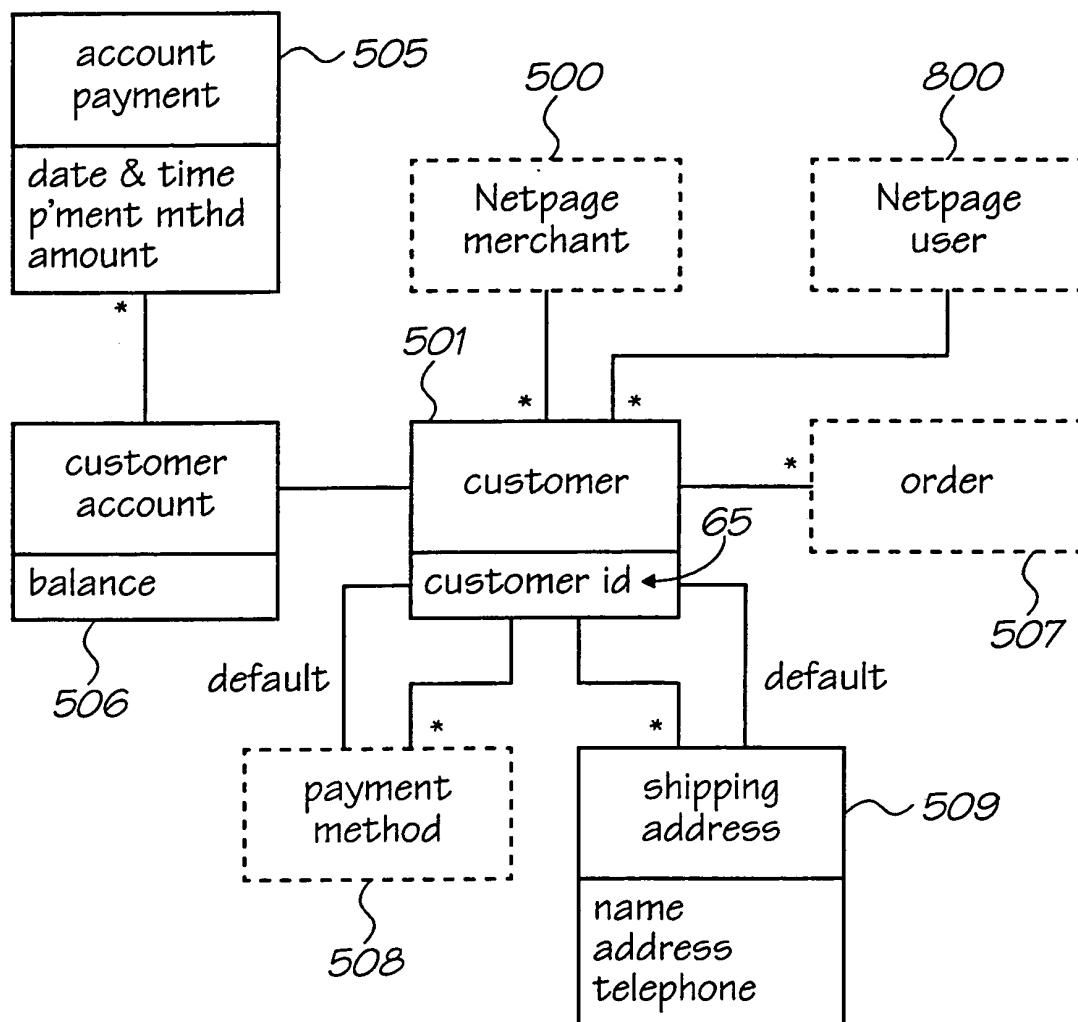 account
payment
505
date & time
p'ment mthd
amount
*
500
Netpage
merchant
800
Netpage
user
501
*
*
customer
account
balance
506
customer
customer id
65
*
order
507
default
*
*
default
payment
method
508
shipping
address
509
name
address
telephone